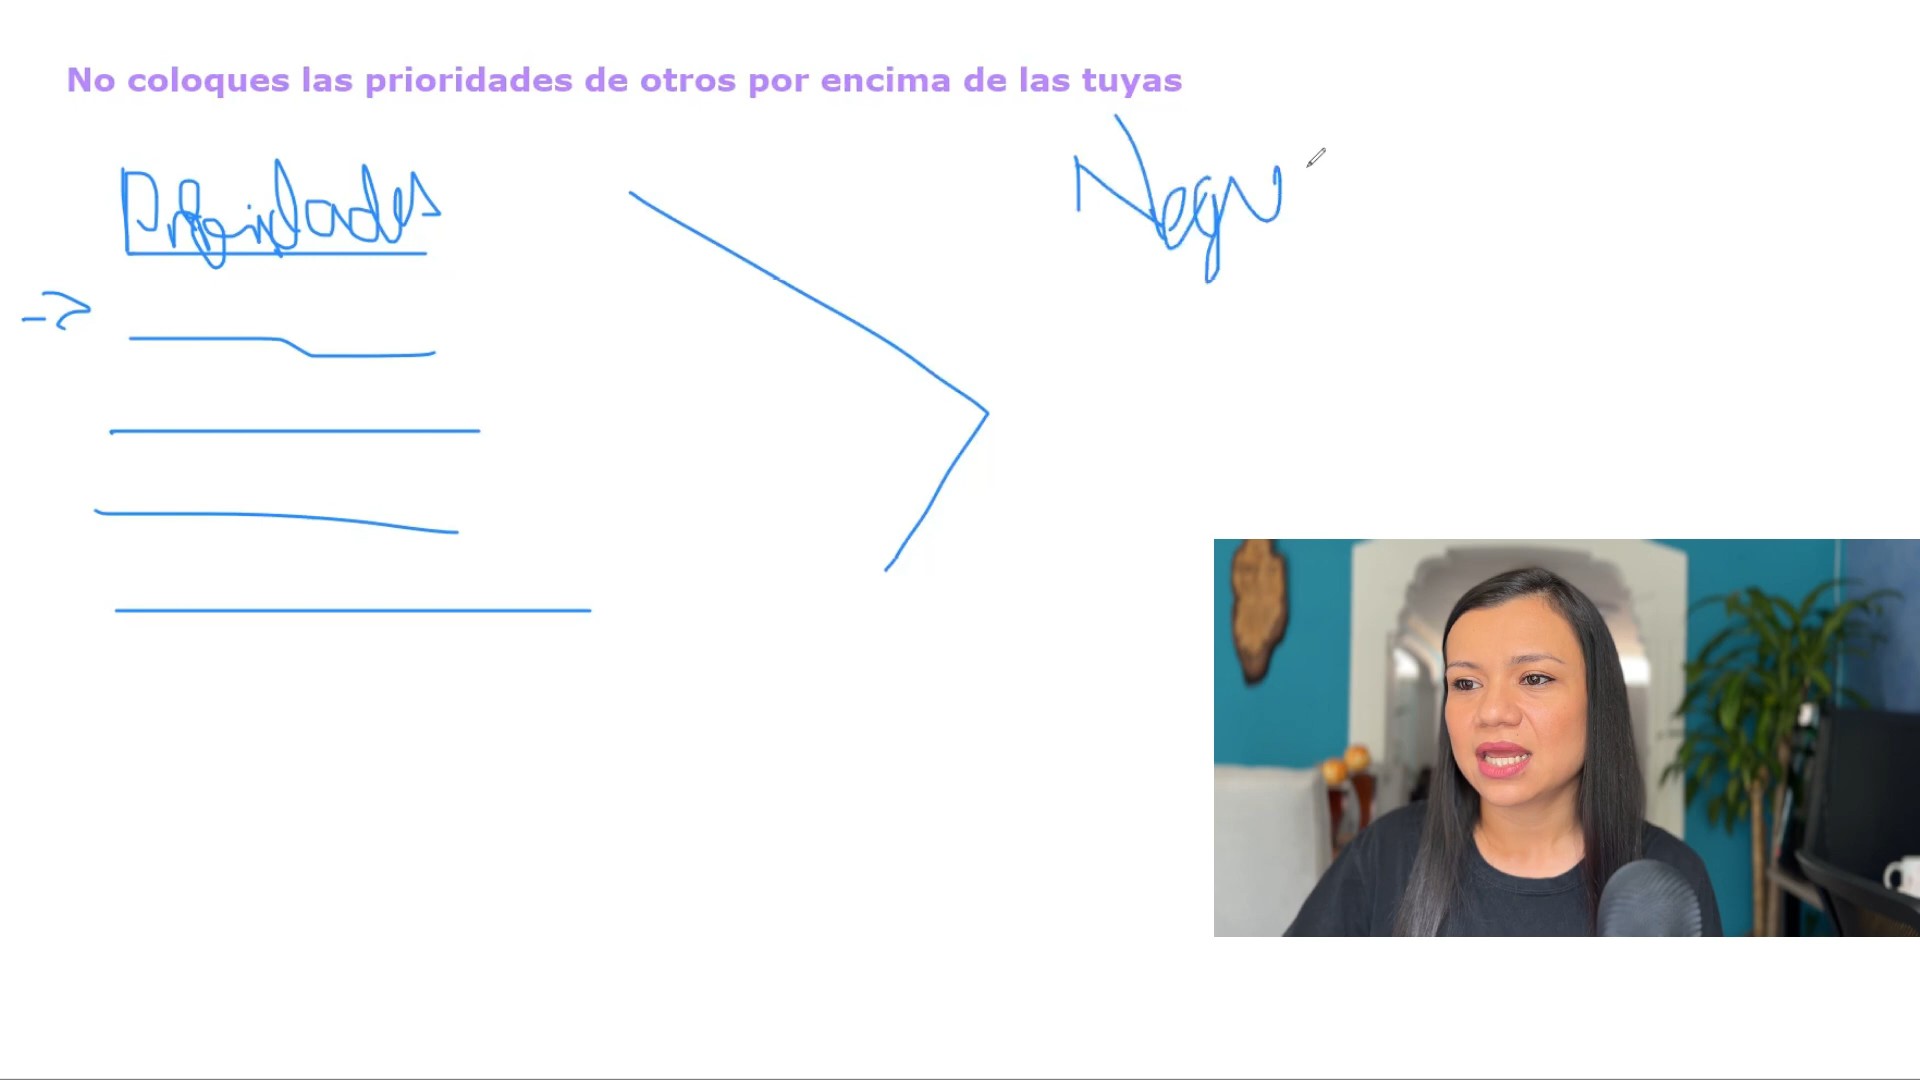 No coloques las prioridades de otros por encima de las tuyas
Prioridades